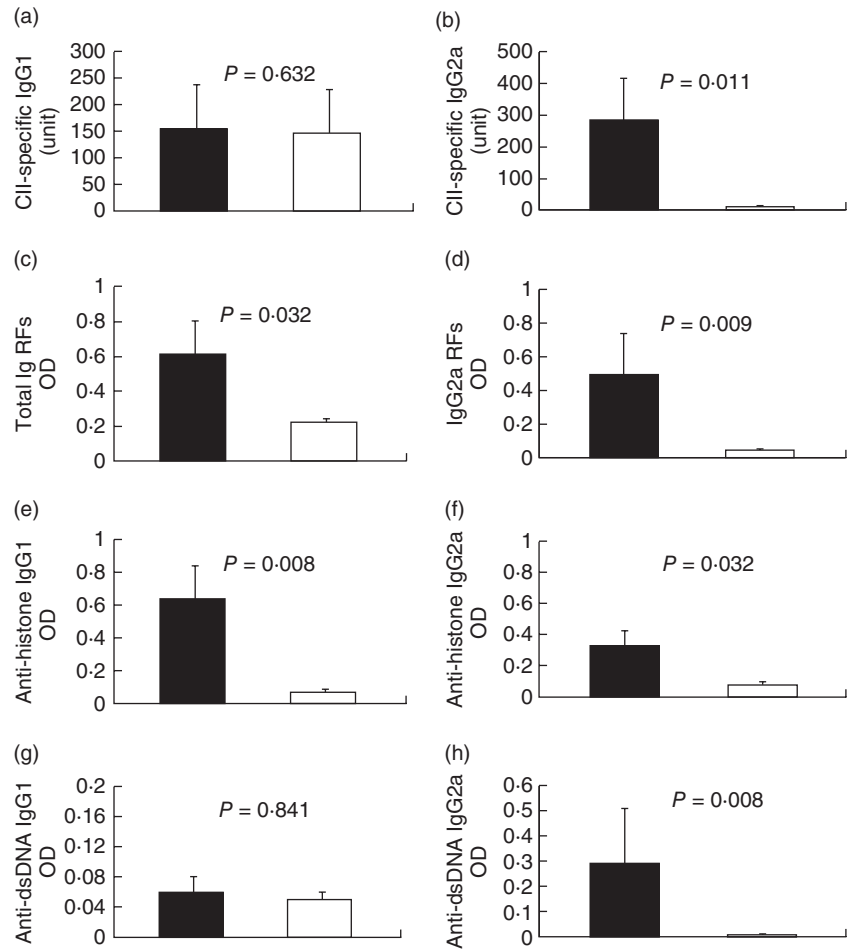 (a)
CII-specific IgG1
(unit)
300
250
200
150
100
50
0
P = 0·632
(b)
CII-specific IgG2a
(unit)
500
400
300
200
100
0
P = 0·011
(c)
Total Ig RFs
OD
1
0·8
0·6
0·4
0·2
0
P = 0·032
(d)
IgG2a RFs
OD
1
0·8
0·6
0·4
0·2
0
P = 0·009
(e)
Anti-histone IgG1
OD
1
0·8
0·6
0·4
0·2
0
P = 0·008
(f)
Anti-histone IgG2a
OD
1
0·8
0·6
0·4
0·2
0
P = 0·032
(g)
Anti-dsDNA IgG1
OD
0·2
0·16
0·12
0·08
0·04
0
P = 0·841
(h)
Anti-dsDNA IgG2a
OD
0·6
0·5
0·4
0·3
0·2
0·1
0
P = 0·008